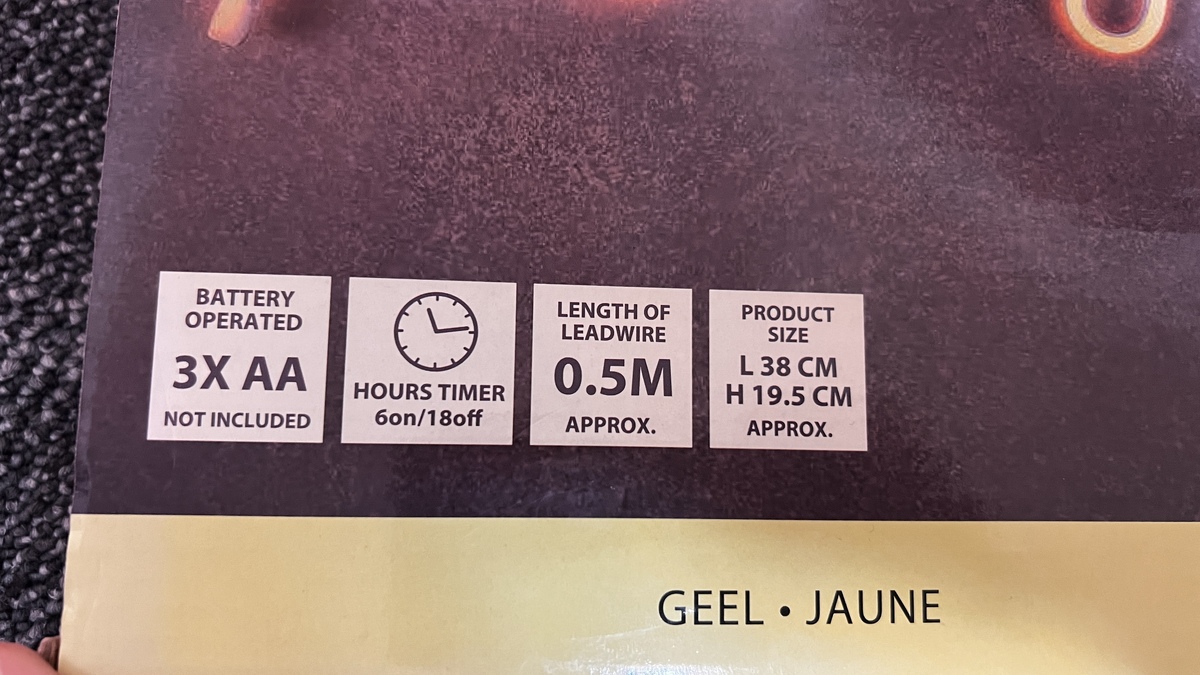 BATTERY
OPERATED
3X AA
NOT INCLUDED
HOURS TIMER
6on/18off
LENGTH OF
LEADWIRE
0.5M
APPROX.
PRODUCT
SIZE
L 38 CM
H 19.5 CM
APPROX.
GEEL • JAUNE